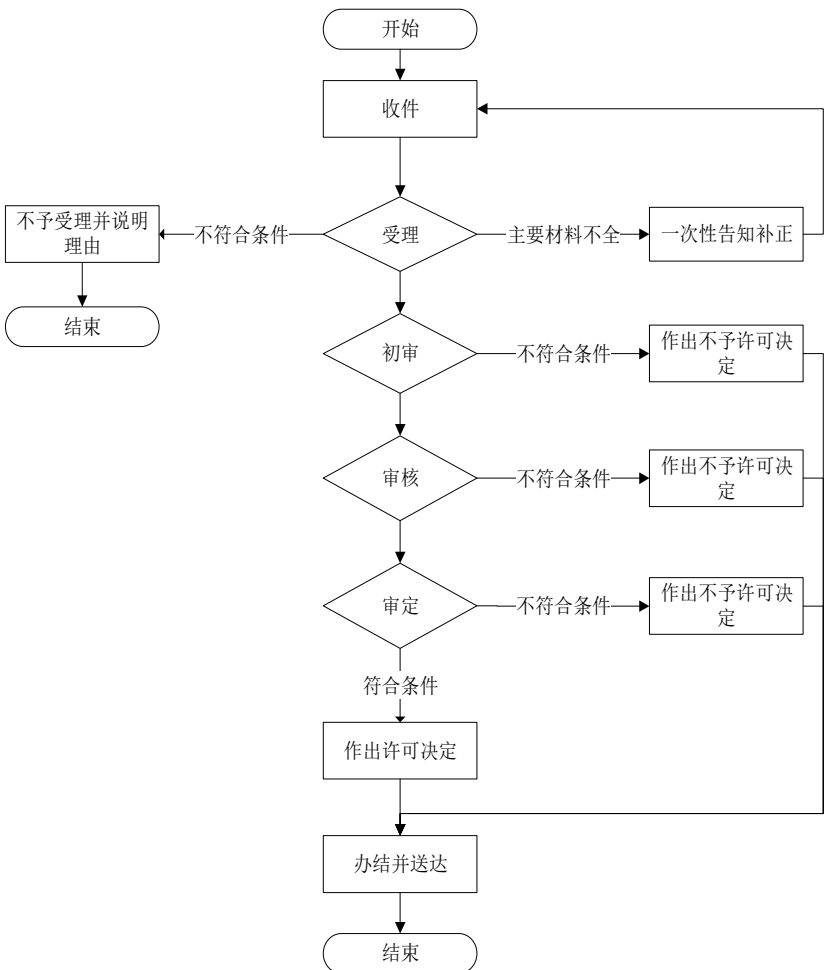 开始
收件
不予受理并说明
理由
不符合条件
受理
主要材料不全
一次性告知补正
结束
初审
不符合条件
作出不予许可决
定
审核
不符合条件
作出不予许可决
定
审定
不符合条件
作出不予许可决
定
符合条件
作出许可决定
办结并送达
结束